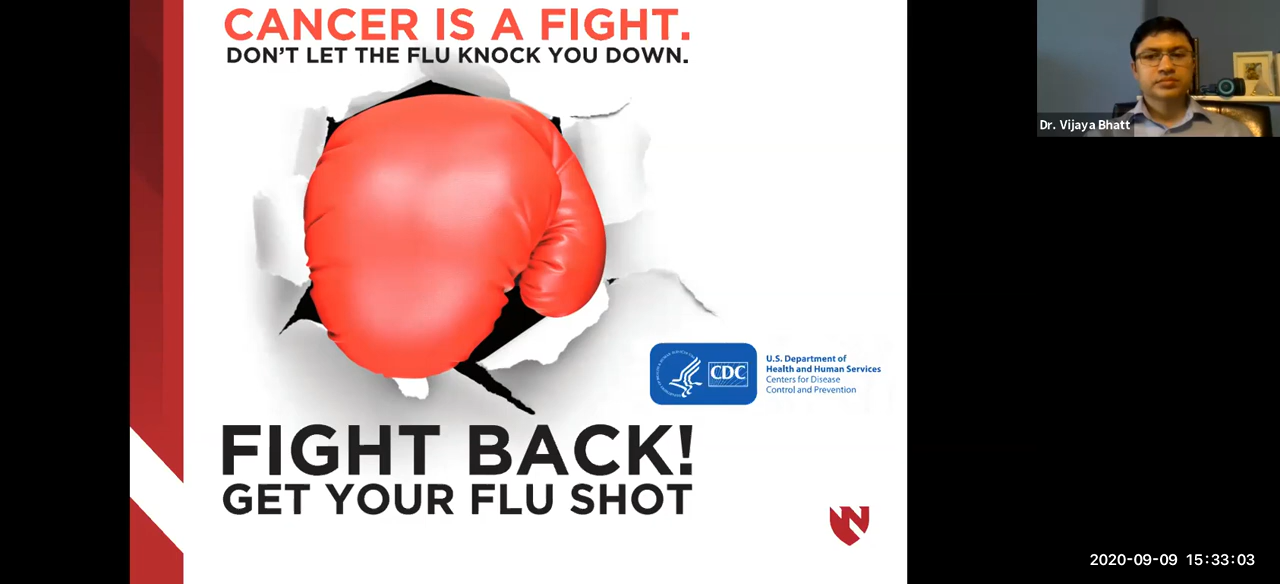 CANCER IS A FIGHT.
DON'T LET THE FLU KNOCK YOU DOWN.
Dr. Vijaya Bhatt
CDC
U.S. Department of
Health and Human Services
Centers for Disease
Control and Prevention
FIGHT BACK!
GET YOUR FLU SHOT
N
2020-09-09 15:33:03